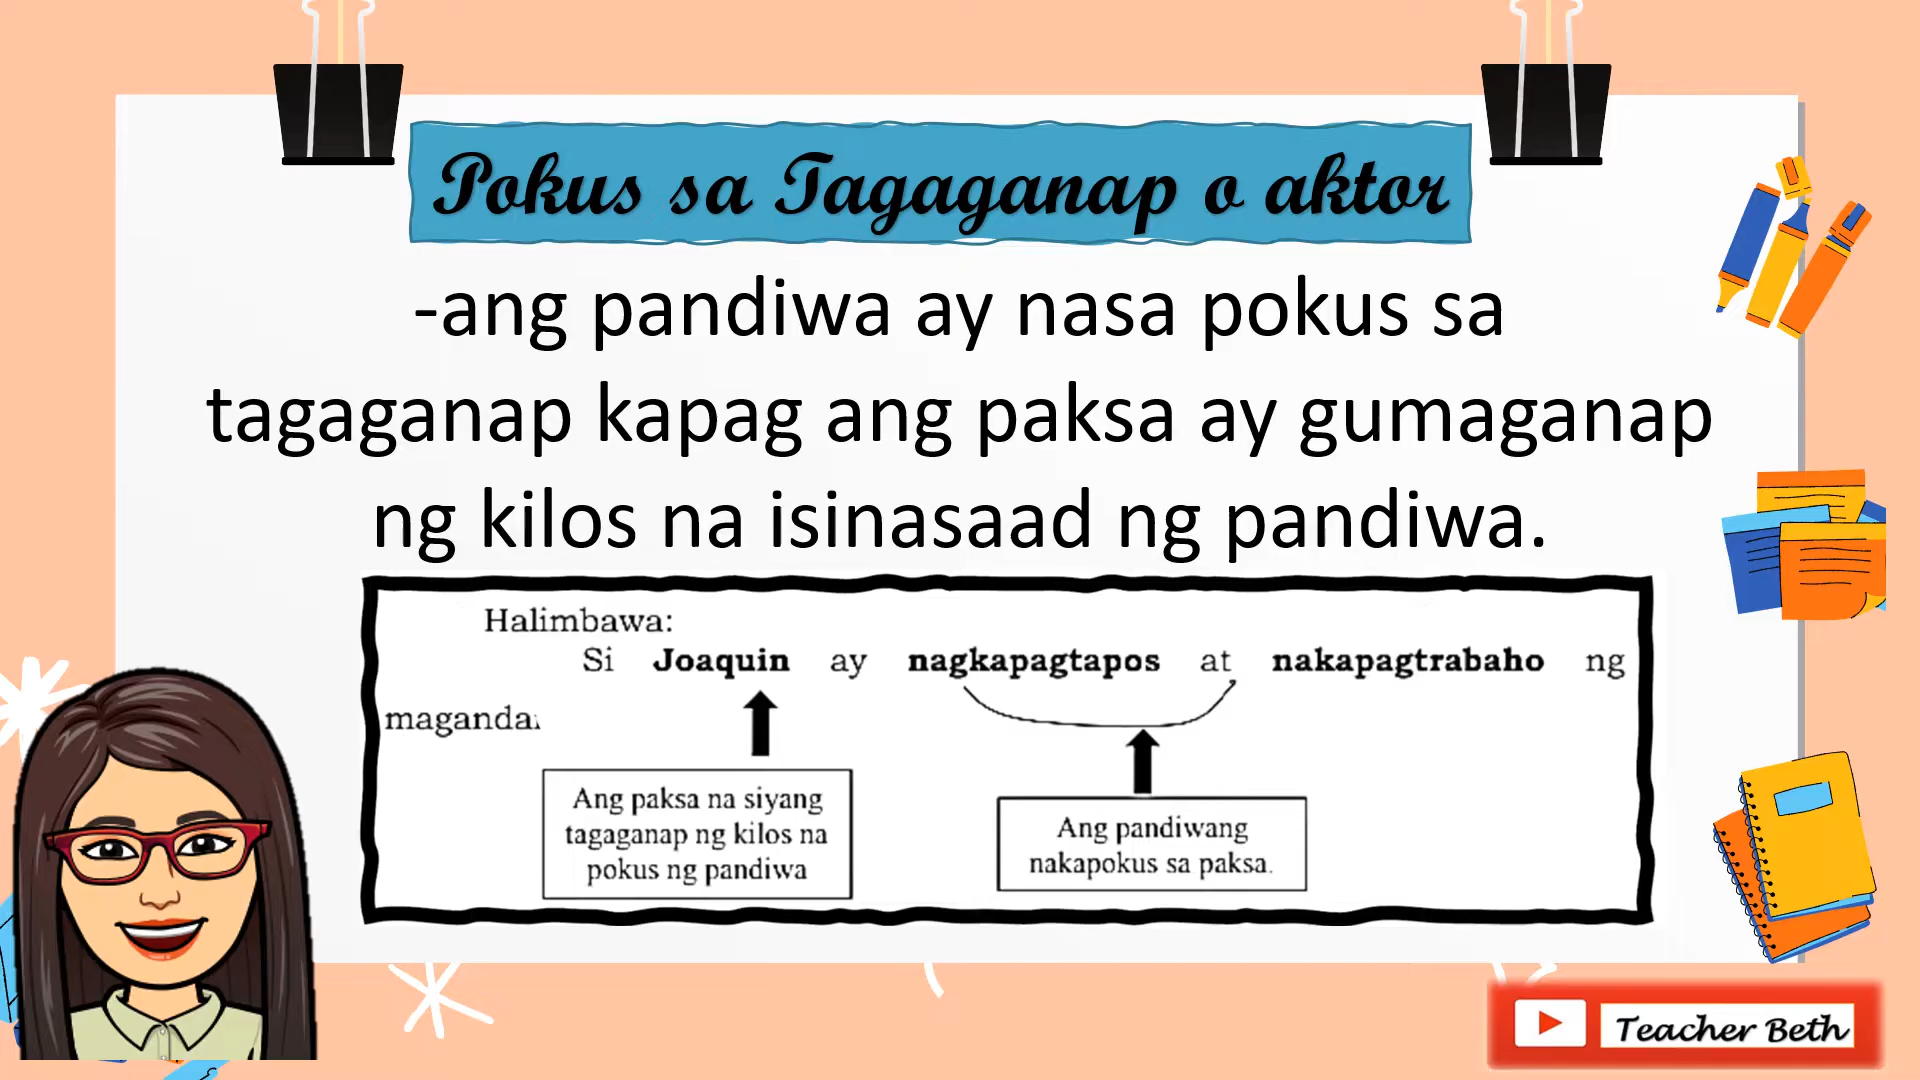 Pokus sa Tagaganap o aktor
-ang pandiwa ay nasa pokus sa
tagaganap kapag ang paksa ay gumaganap
ng kilos na isinasaad ng pandiwa.
Halimbawa:
Si Joaquin ay nagkapagtapos at nakapagtrabaho ng
maganda.
Ang paksa na siyang
tagaganap ng kilos na
pokus ng pandiwa
Ang pandiwang
nakapokus sa paksa.
Teacher Beth